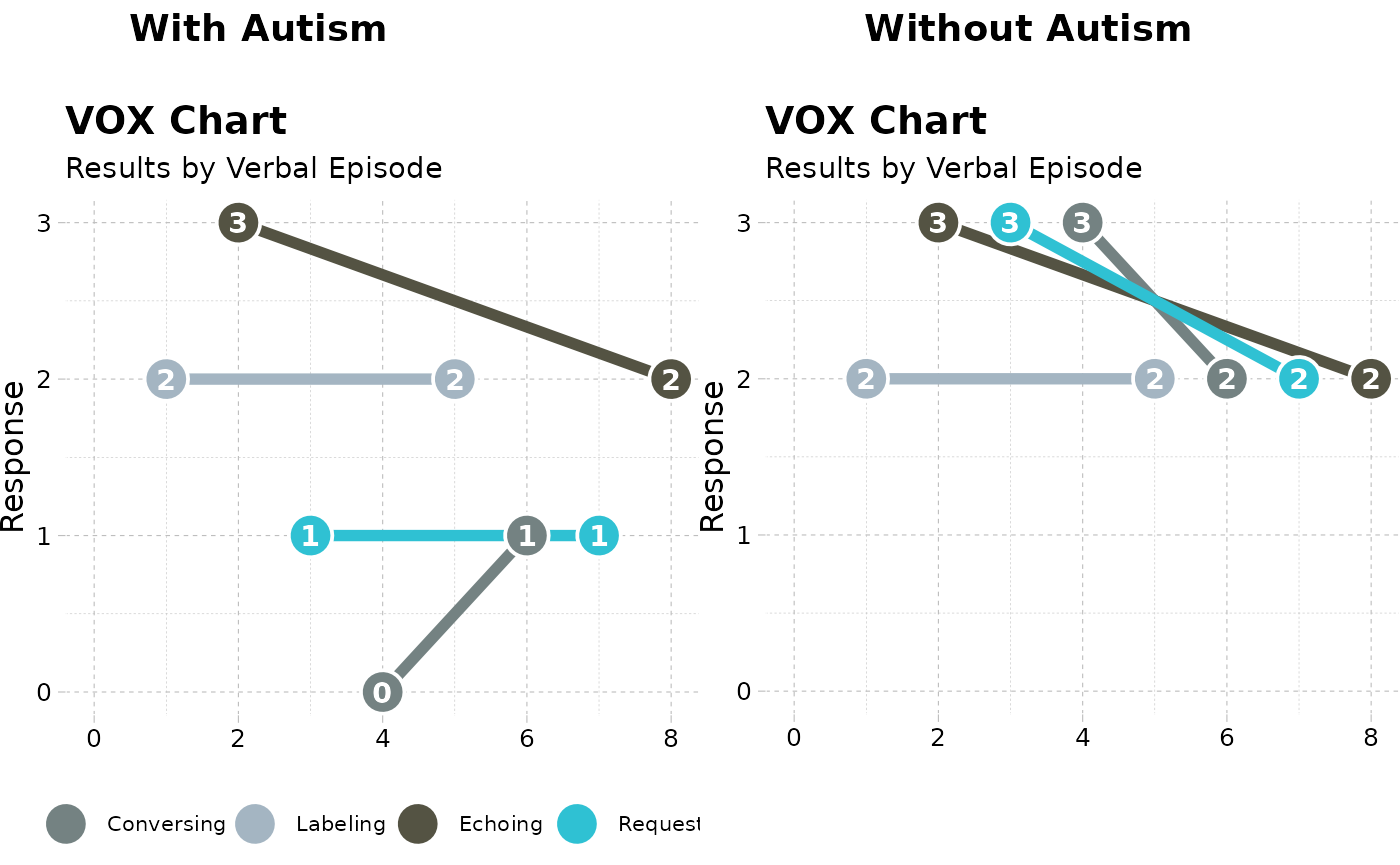 With Autism
Without Autism
VOX Chart
Results by Verbal Episode
VOX Chart
Results by Verbal Episode
Response
3
2
1
0
3
2
2
2
1
1
1
0
0 2 4 6 8
Response
3
2
1
0
3 3 3
2 2 2 2 2
0 2 4 6 8
Conversing Labeling Echoing Request